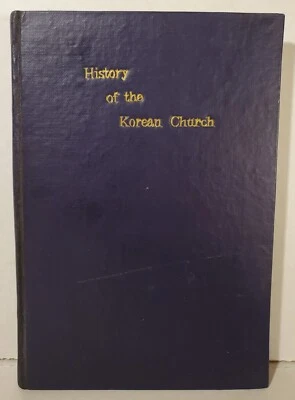 History
of the
Korean Church